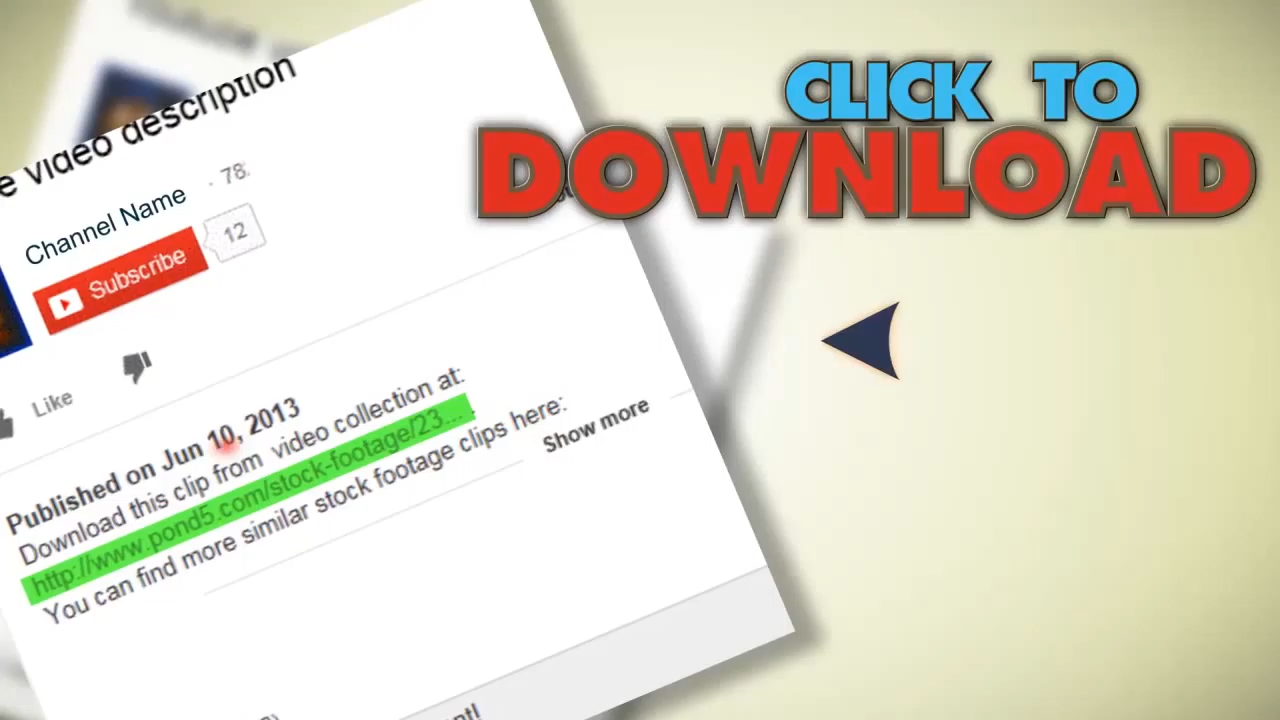 CLICK TO
DOWNLOAD
e video description
Channel Name
78
Subscribe
12
Like
Published on Jun 10, 2013
Download this clip from video collection at:
http://www.pond5.com/stock-footage/23... .
You can find more similar stock footage clips here:
Show more